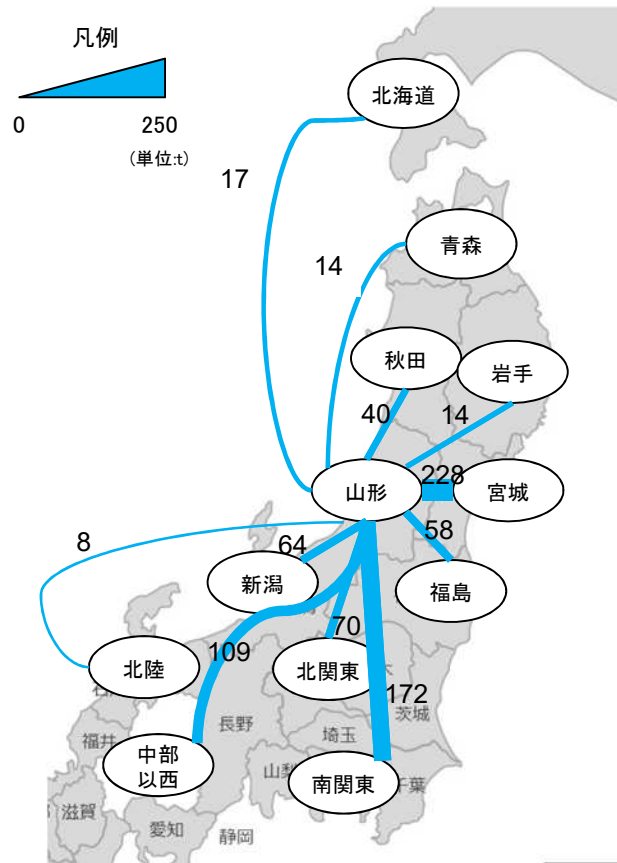 凡例
0
250
(単位:t)
北海道
17
青森
14
秋田
岩手
40
14
山形
228
宮城
58
福島
8
64
新潟
70
109
北陸
北関東
172
茨城
長野
福井
埼玉
中部
以西
山梨
南関東
千葉
滋賀
愛知
静岡